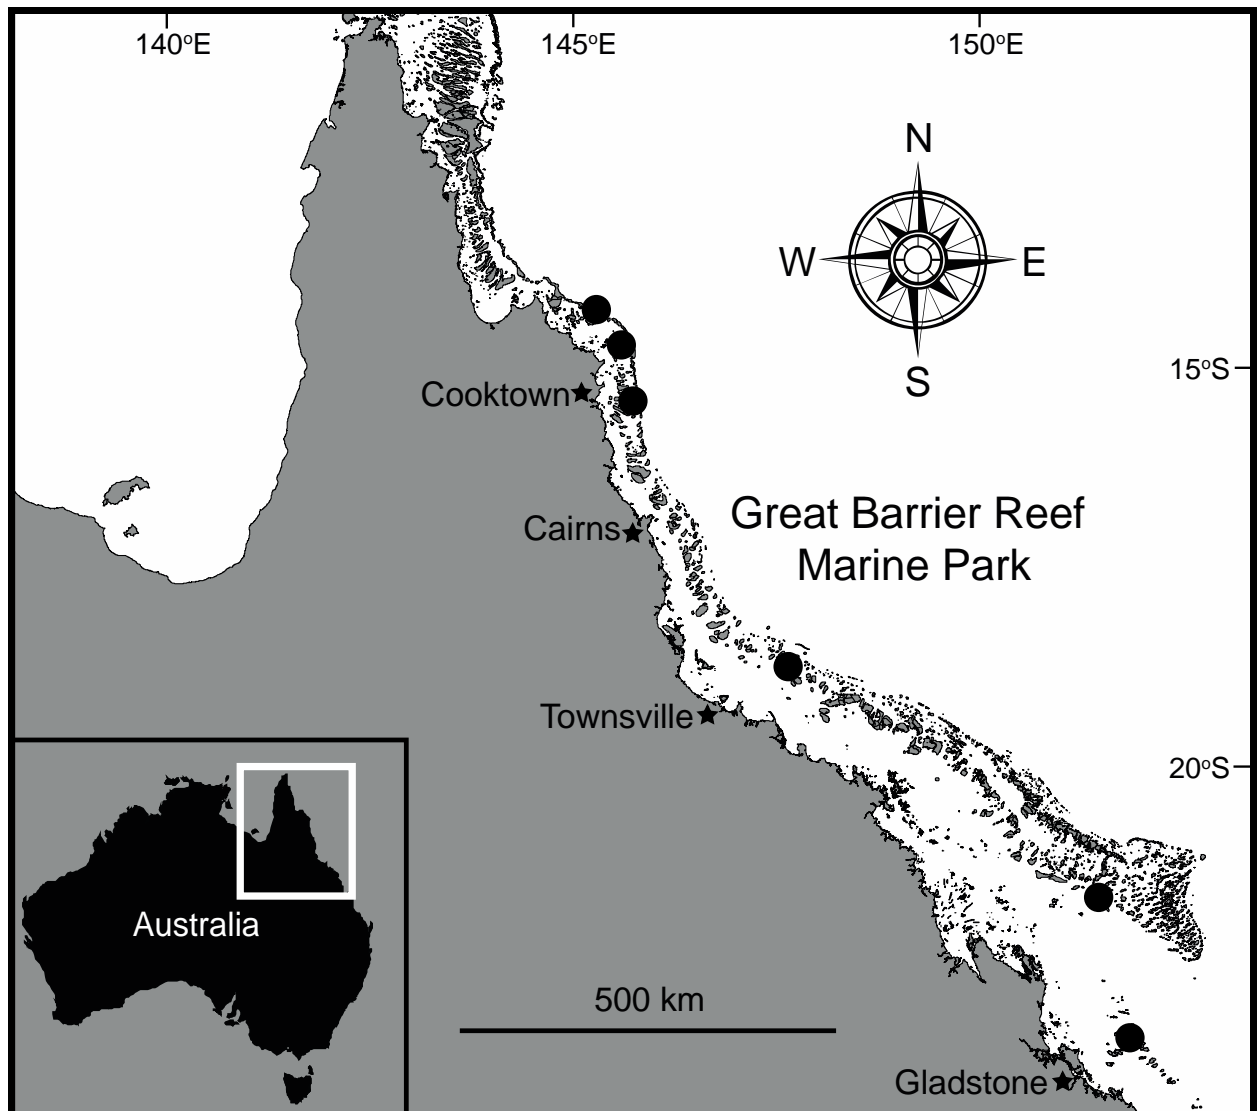 140°E
145°E
150°E
N
W
E
S
15°S
Cooktown
Great Barrier Reef
Marine Park
Cairns
Townsville
20°S
Australia
500 km
Gladstone